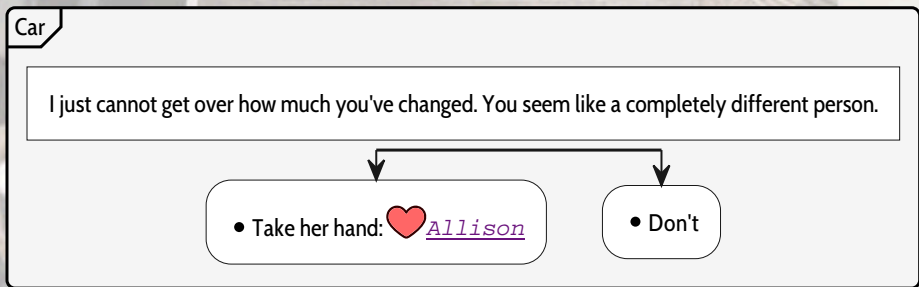 Car
I just cannot get over how much you've changed. You seem like a completely different person.
• Take her hand: Allison
• Don't